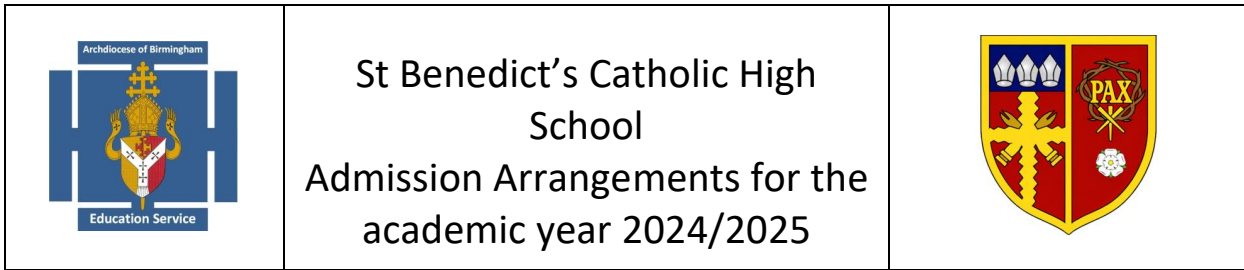 Archdiocese of Birmingham
Education Service
St Benedict’s Catholic High
School
Admission Arrangements for the
academic year 2024/2025
PAX